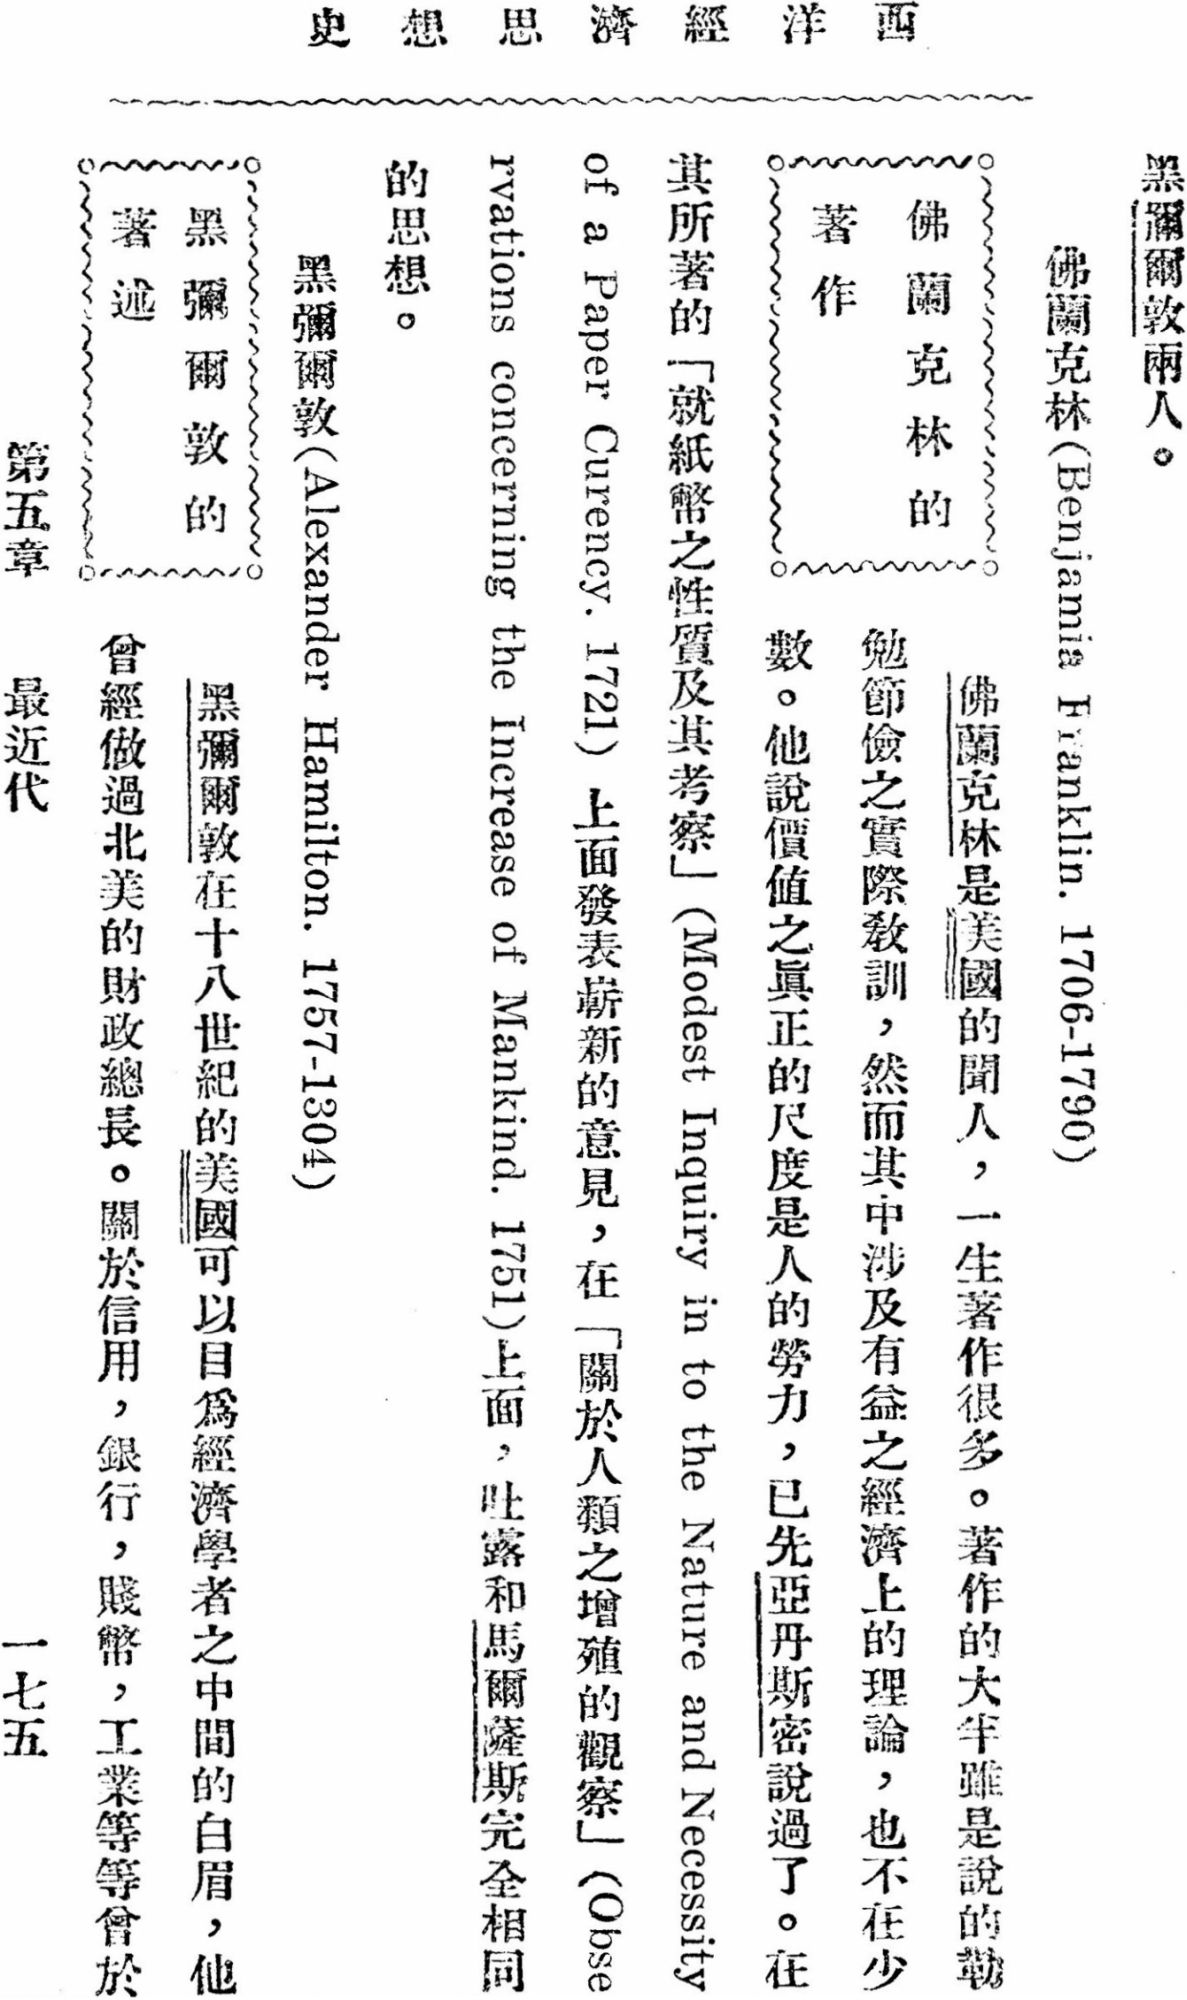 西洋經濟思想史
黑彌爾敦兩人。
佛蘭克林(Benjamin Franklin. 1706-1790)
佛蘭克林的
著作
佛蘭克林是美國的聞人，一生著作很多。著作的大半雖是說的勤
勉節儉之實際敎訓，然而其中涉及有益之經濟上的理論，也不在少
數。他說價值之眞正的尺度是人的勞力，已先亞丹斯密說過了。在
其所著的「就紙幣之性質及其考察」(Modest Inquiry in to the Nature and Necessity
of a Paper Curency. 1721) 上面發表嶄新的意見，在「關於人類之增殖的觀察」(Obse
rvations concerning the Increase of Mankind. 1751)上面，吐露和馬爾薩斯完全相同
的思想。
黑彌爾敦(Alexander Hamilton. 1757-1304)
黑彌爾敦的
著述
黑彌爾敦在十八世紀的美國可以目爲經濟學者之中間的白眉，他
曾經做過北美的財政總長。關於信用，銀行，賤幣，工業等等曾於
第五章 最近代 一七五